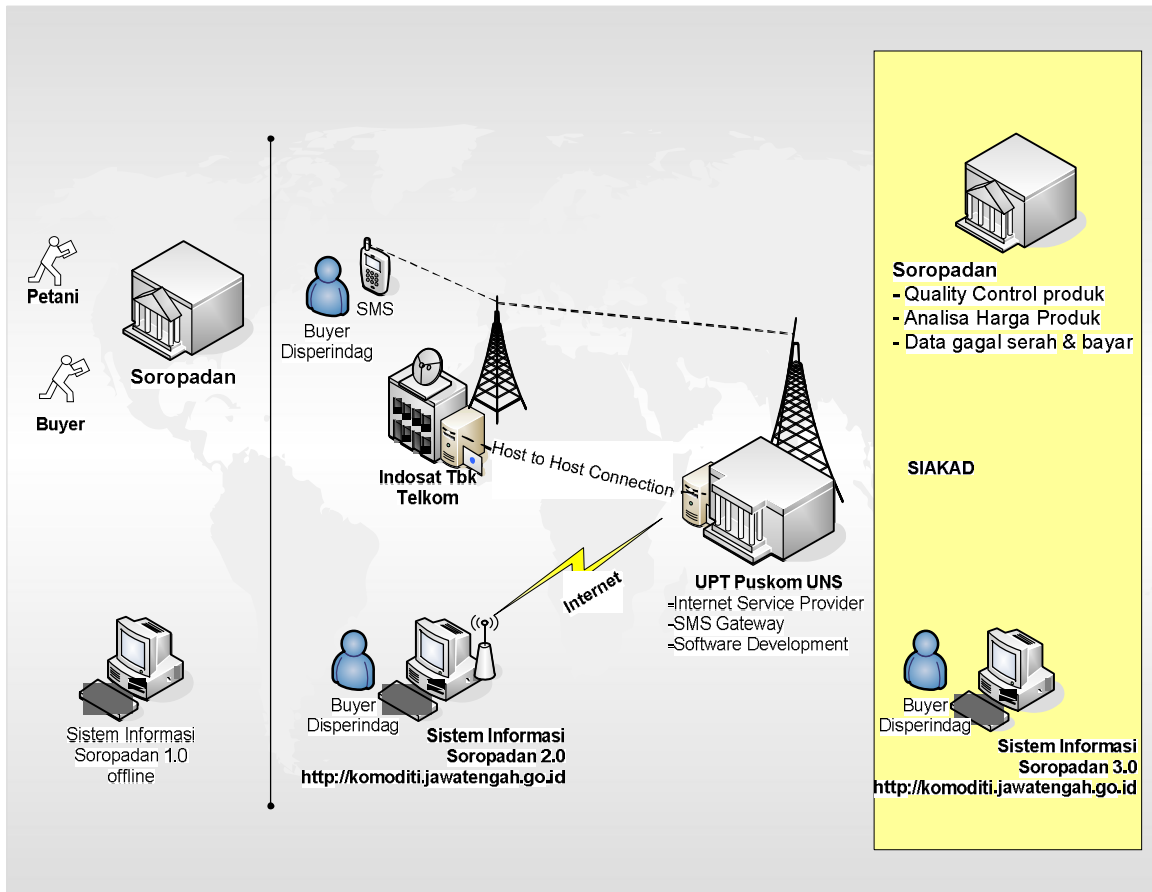 Petani
Buyer
Soropadan
Sistem Informasi
Soropadan 1.0
offline
SMS
Buyer
Disperindag
Indosat Tbk
Telkom
Host to Host Connection
Internet
UPT Puskom UNS
-Internet Service Provider
-SMS Gateway
-Software Development
Buyer
Disperindag
Sistem Informasi
Soropadan 2.0
http://komoditi.jawatengah.go.id
Soropadan
- Quality Control produk
- Analisa Harga Produk
- Data gagal serah & bayar
SIAKAD
Buyer
Disperindag
Sistem Informasi
Soropadan 3.0
http://komoditi.jawatengah.go.id